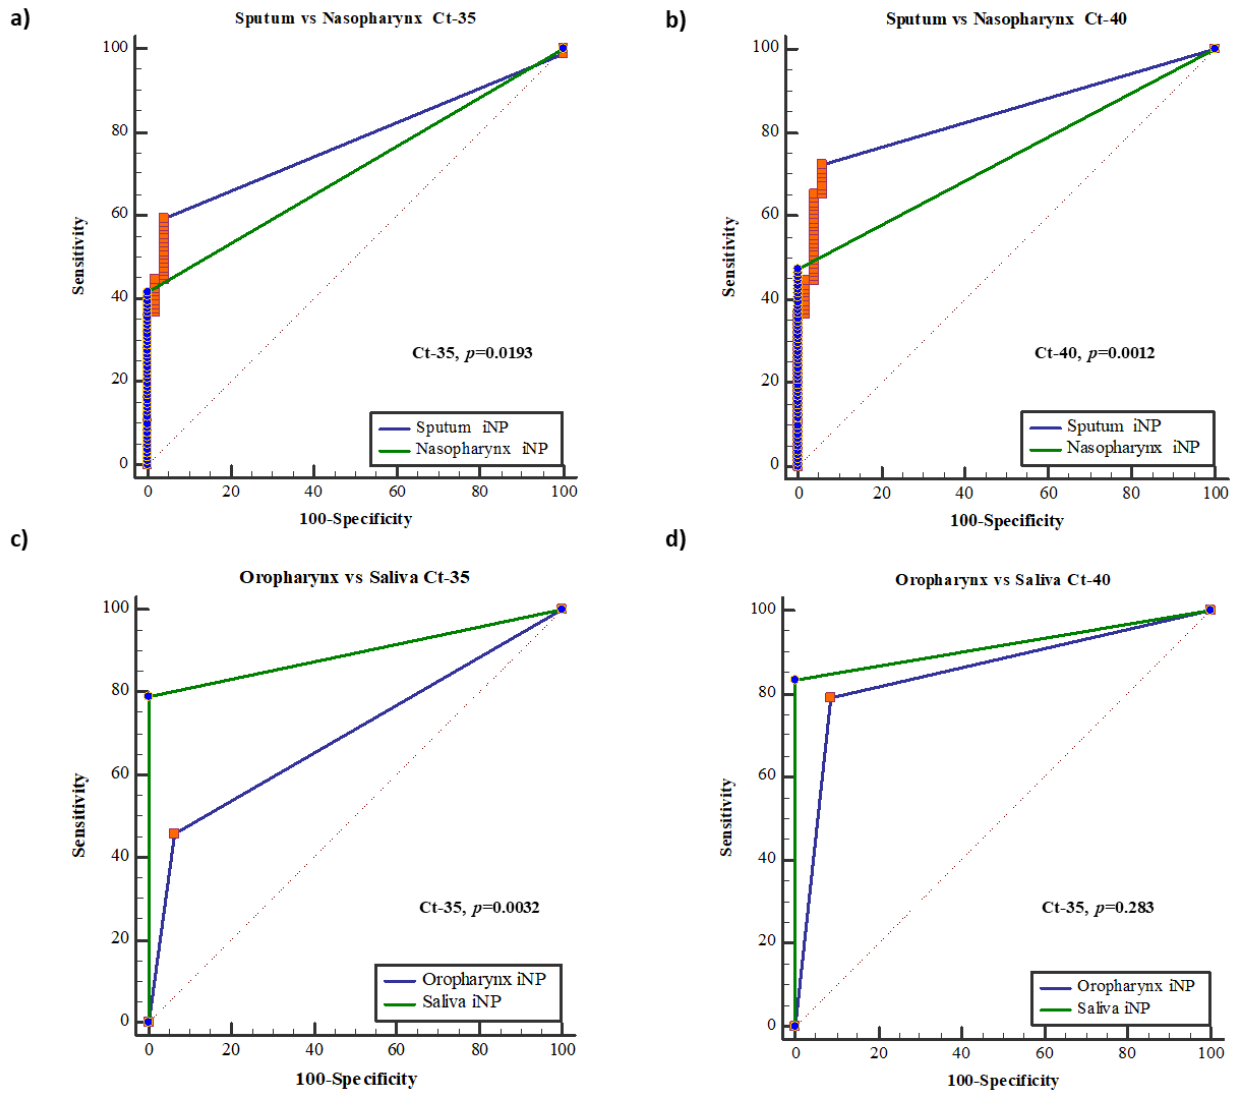 a)
Sputum vs Nasopharynx Ct-35
100
80
60
40
20
0
Sensitivity
Ct-35, p=0.0193
Sputum iNP
Nasopharynx iNP
0 20 40 60 80 100
100-Specificity
b)
Sputum vs Nasopharynx Ct-40
100
80
60
40
20
0
Sensitivity
Ct-40, p=0.0012
Sputum iNP
Nasopharynx iNP
0 20 40 60 80 100
100-Specificity
c)
Oropharynx vs Saliva Ct-35
100
80
60
40
20
0
Sensitivity
Ct-35, p=0.0032
Oropharynx iNP
Saliva iNP
0 20 40 60 80 100
100-Specificity
d)
Oropharynx vs Saliva Ct-40
100
80
60
40
20
0
Sensitivity
Ct-35, p=0.283
Oropharynx iNP
Saliva iNP
0 20 40 60 80 100
100-Specificity